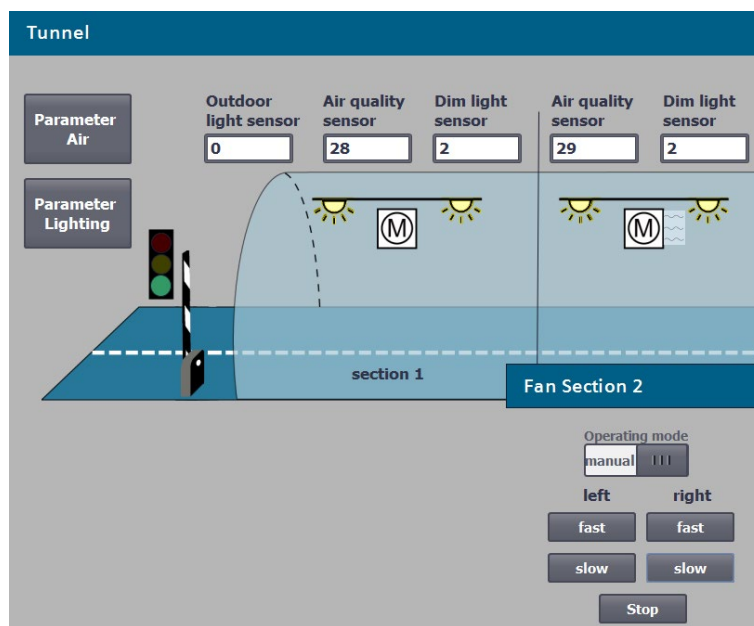 Tunnel
Parameter
Air
Parameter
Lighting
Outdoor
light sensor
0
Air quality
sensor
28
Dim light
sensor
2
Air quality
sensor
29
Dim light
sensor
2
M
M
section 1
Fan Section 2
Operating mode
manual
left
right
fast
fast
slow
slow
Stop